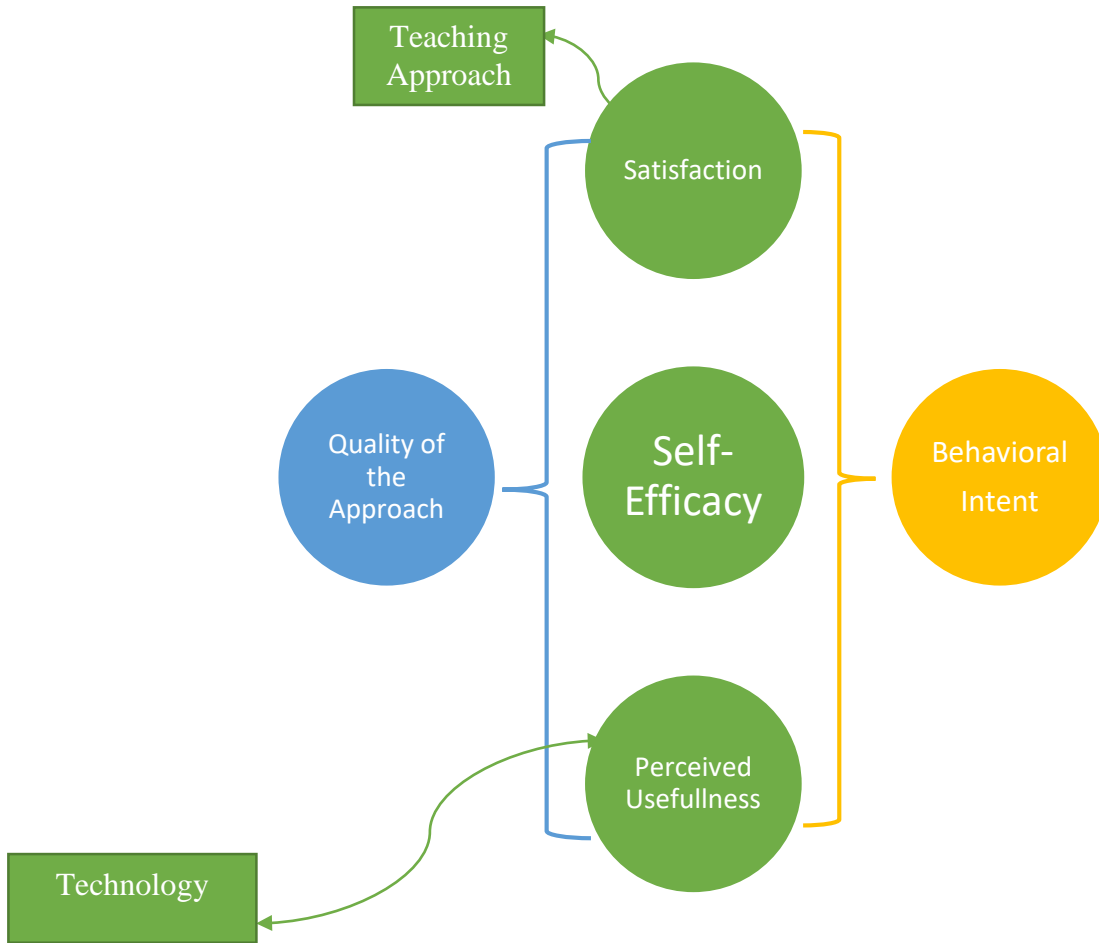 Teaching
Approach
Satisfaction
Quality of
the
Approach
Self-
Efficacy
Behavioral
Intent
Perceived
Usefullness
Technology